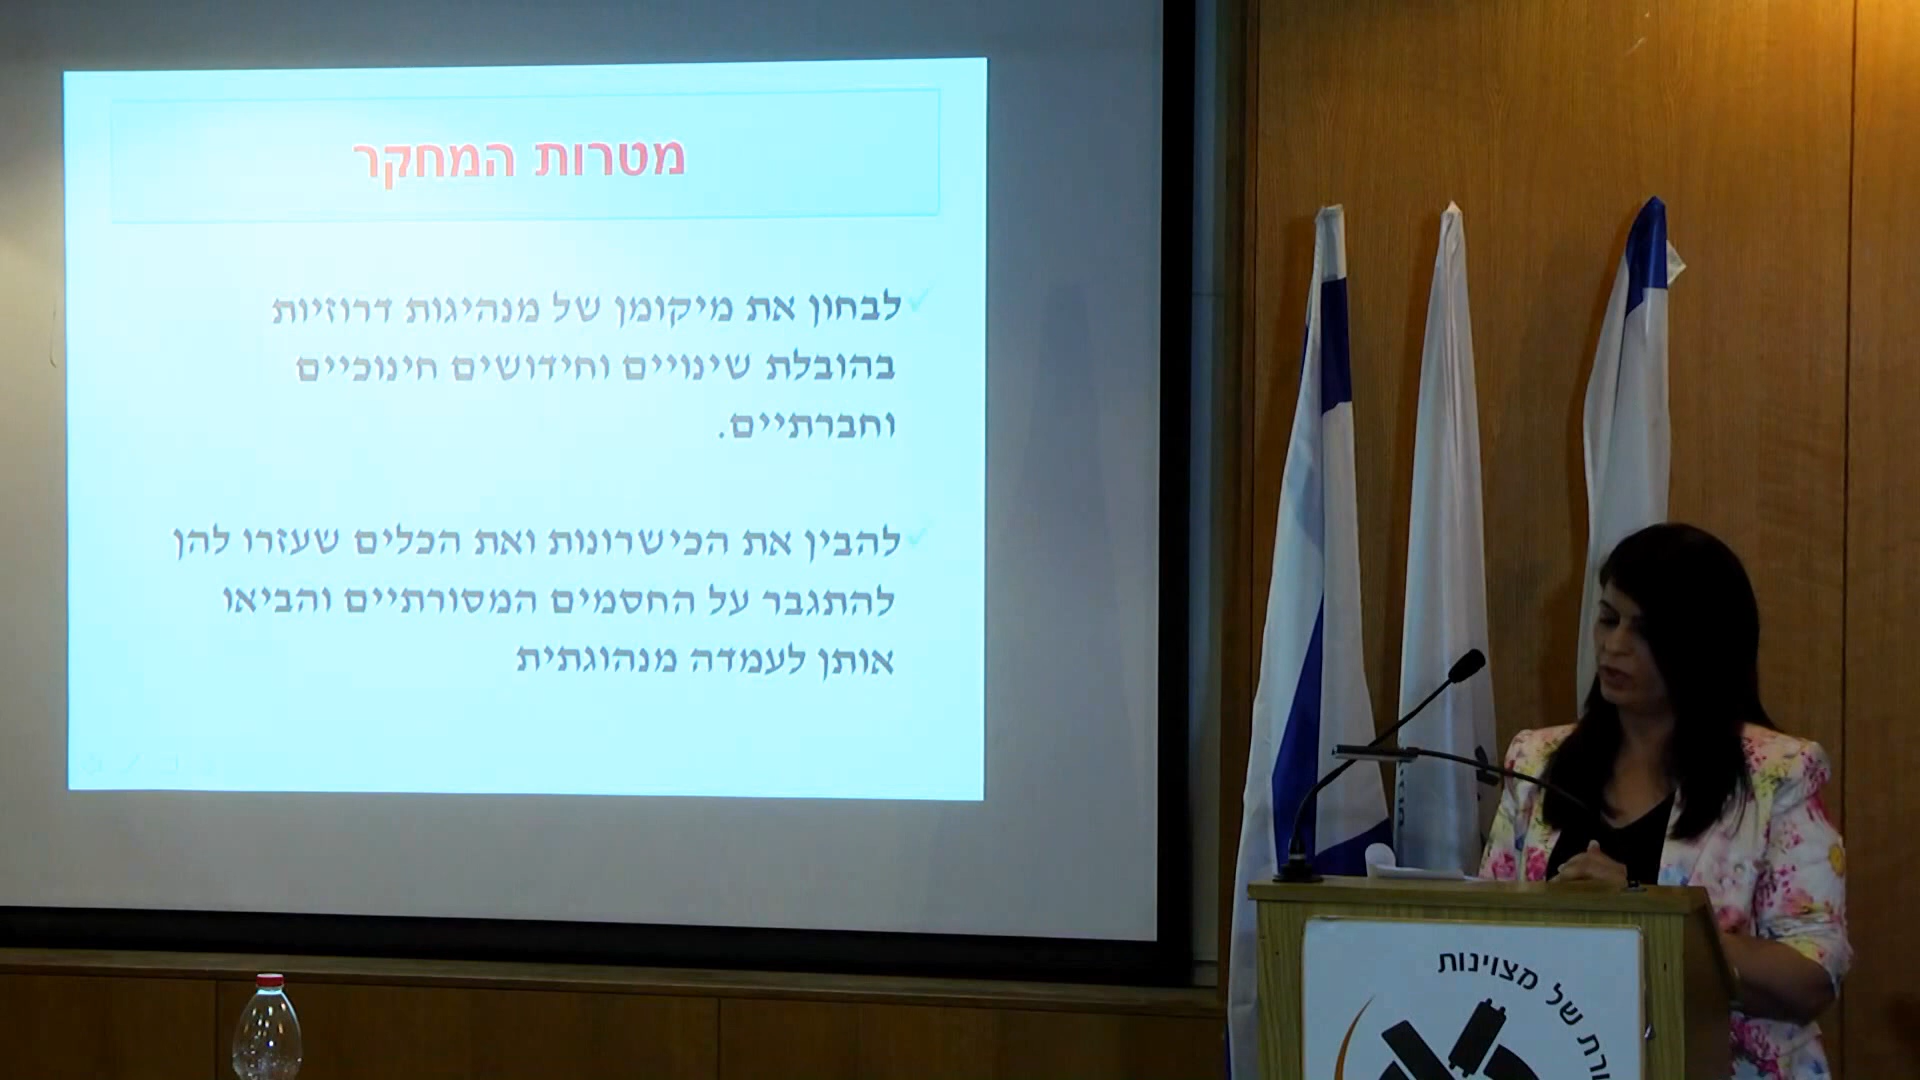 מטרות המחקר
לבחון את מיקומן של מנהיגות דרוזיות
בהובלת שינויים וחידושים חינוכיים
וחברתיים.
להבין את הכישרונות ואת הכלים שעזרו להן
להתגבר על החסמים המסורתיים והביאו
אותן לעמדה מנהוגתית
של מצוינות